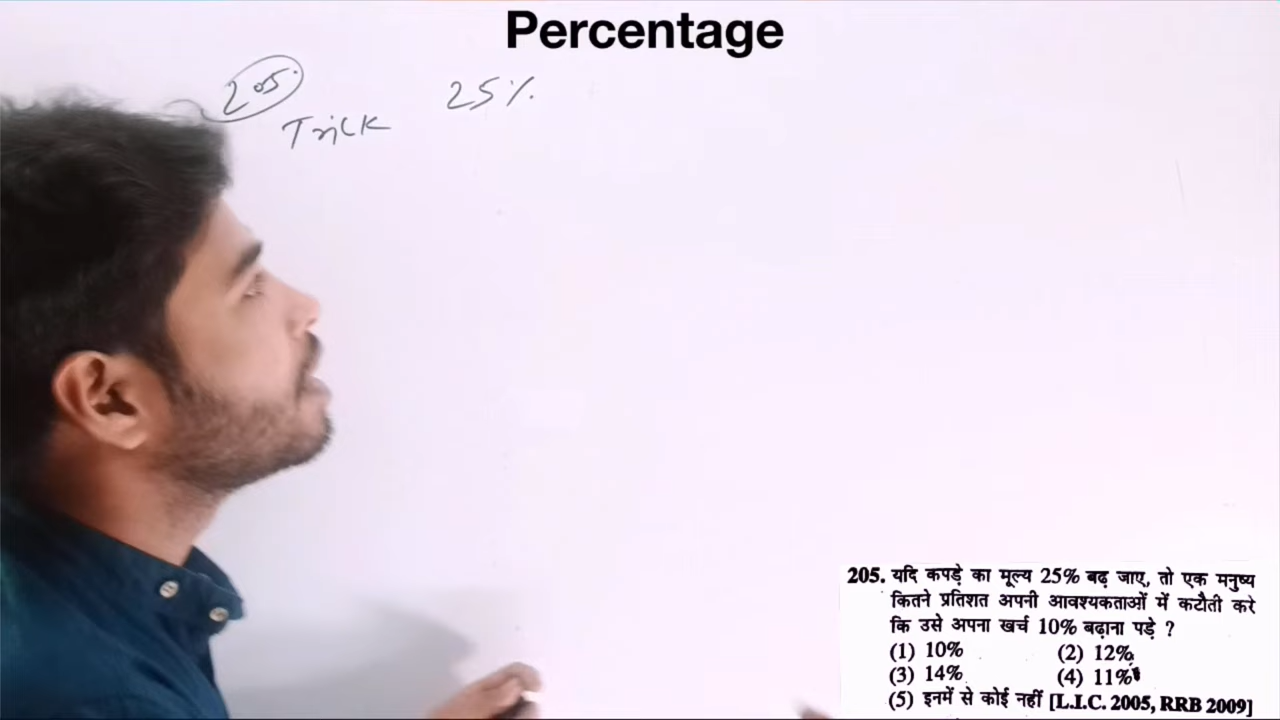 Percentage
205
Trick
25%
205. यदि कपड़े का मूल्य 25% बढ़ जाए, तो एक मनुष्य
कितने प्रतिशत अपनी आवश्यकताओं में कटौती करे
कि उसे अपना खर्च 10% बढ़ाना पड़े ?
(1) 10% (2) 12%
(3) 14% (4) 11%
(5) इनमें से कोई नहीं [L.I.C. 2005, RRB 2009]